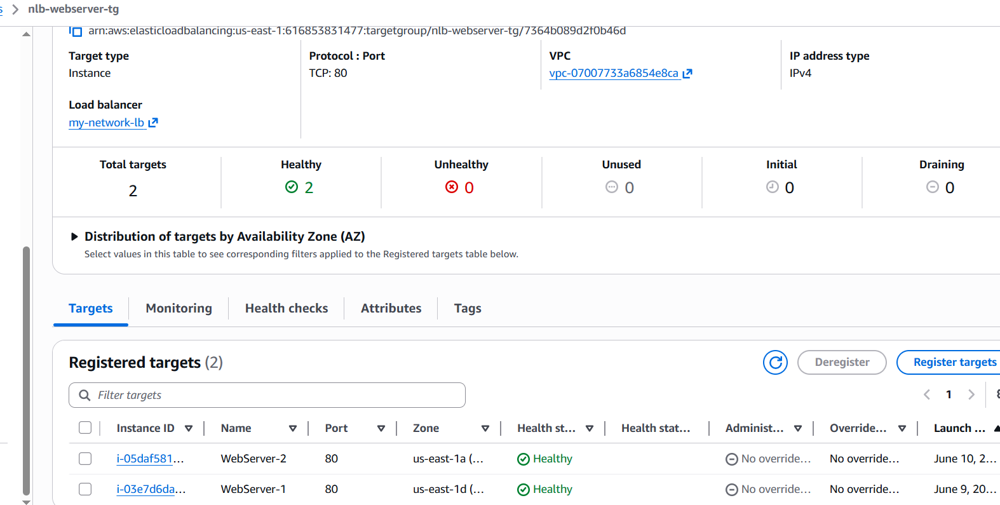 s > nlb-webserver-tg
arn:aws:elasticloadbalancing:us-east-1:616853831477:targetgroup/nlb-webserver-tg/7364b089d2f0b46d
Target type Protocol : Port VPC IP address type
Instance TCP: 80 vpc-07007733a6854e8ca IPv4
Load balancer
my-network-lb
Total targets Healthy Unhealthy Unused Initial Draining
2 2 0 0 0 0
Distribution of targets by Availability Zone (AZ)
Select values in this table to see corresponding filters applied to the Registered targets table below.
Targets Monitoring Health checks Attributes Tags
Registered targets (2) Deregister Register targets
Filter targets 1
Instance ID Name Port Zone Health st... Health stat... Administ... Override... Launch ...
i-05daf581... WebServer-2 80 us-east-1a (... Healthy No override... No override... June 10, 2...
i-03e7d6da... WebServer-1 80 us-east-1d (... Healthy No override... No override... June 9, 20...